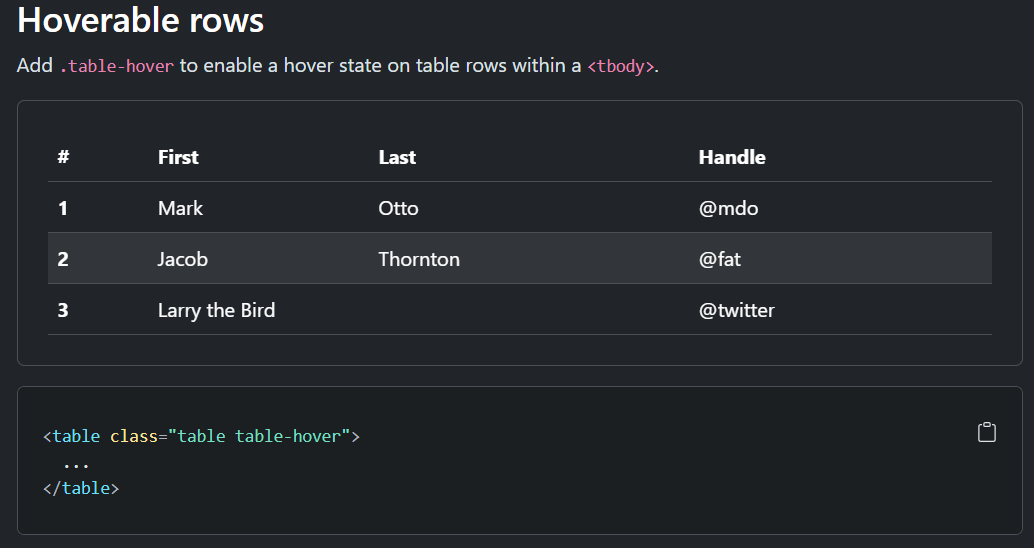 Hoverable rows
Add .table-hover to enable a hover state on table rows within a <tbody>.
# First Last Handle
1 Mark Otto @mdo
2 Jacob Thornton @fat
3 Larry the Bird @twitter
<table class="table table-hover">
...
</table>